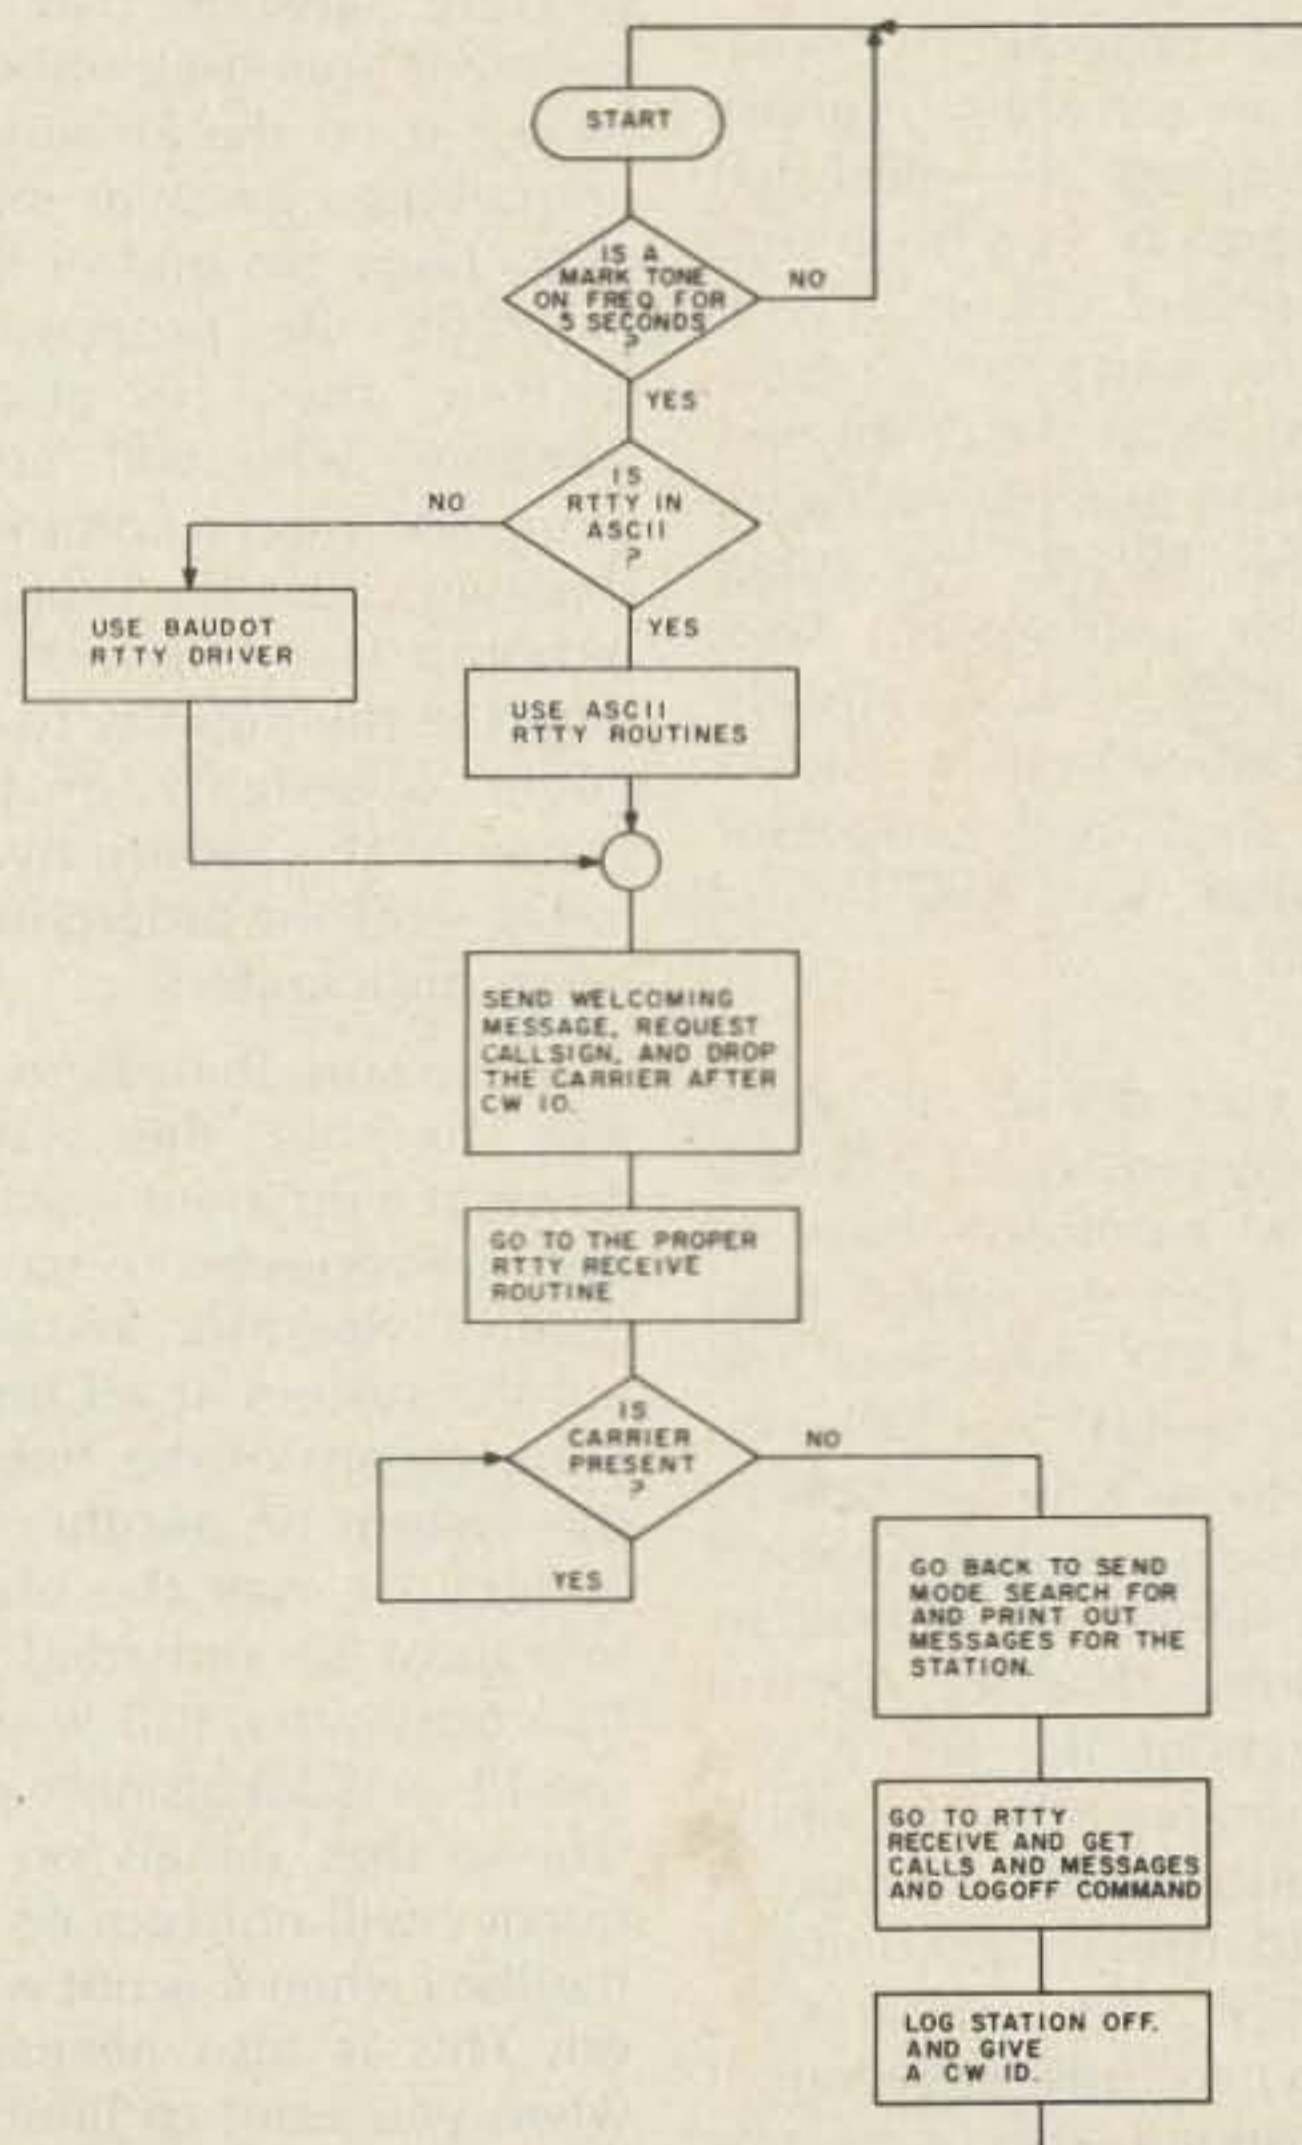 START
IS A
MARK TONE
ON FREQ. FOR
5 SECONDS
?
NO
YES
IS
RTTY IN
ASCII
?
NO
YES
USE BAUDOT
RTTY DRIVER
USE ASCII
RTTY ROUTINES
SEND WELCOMING
MESSAGE, REQUEST
CALLSIGN, AND DROP
THE CARRIER AFTER
CW ID.
GO TO THE PROPER
RTTY RECEIVE
ROUTINE
IS
CARRIER
PRESENT
?
NO
YES
GO BACK TO SEND
MODE. SEARCH FOR
AND PRINT OUT
MESSAGES FOR THE
STATION.
GO TO RTTY
RECEIVE AND GET
CALLS AND MESSAGES
AND LOGOFF COMMAND
LOG STATION OFF.
AND GIVE
A CW ID.